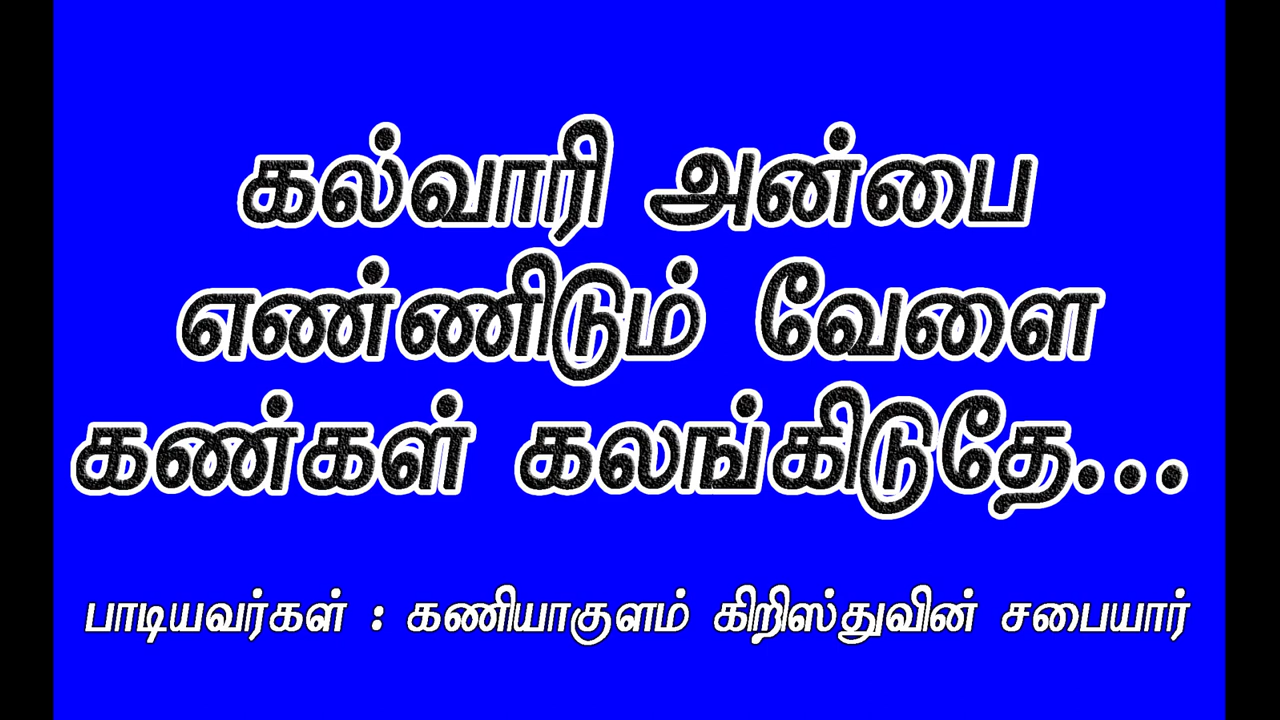 கல்வாரி அன்பை
எண்ணிடும் வேளை
கண்கள் கலங்கிடுதே...
பாடியவர்கள் : கணியாகுளம் கிறிஸ்துவின் சபையார்